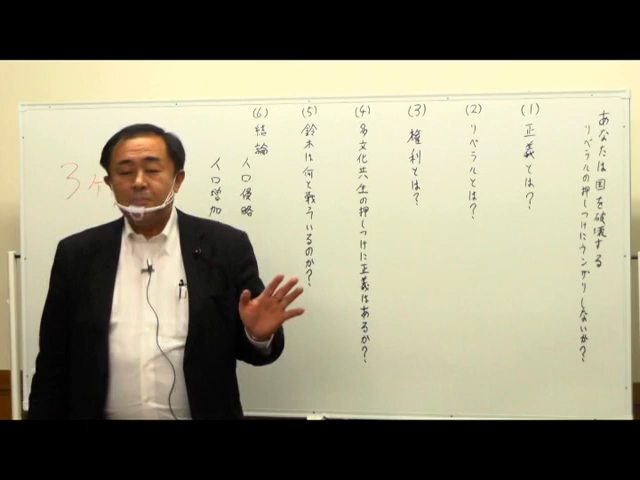 あなたは国を破壊する
リベラルの押しつけにウンザリしないか?
(1) 正義とは?
(2) リベラルとは?
(3) 権利とは?
(4) 多文化共生の押しつけに正義はあるか?
(5) 鈴木は何と戦っているのか?
(6) 結論
人口侵略
人口増加
3ヶ